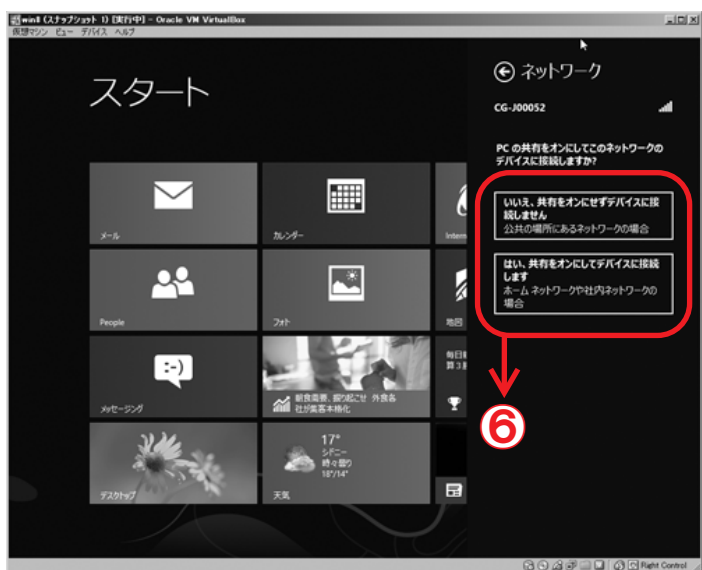 win8 (スナップショット 1) [実行中] - Oracle VM VirtualBox
仮想マシン ビュー デバイス ヘルプ
スタート
メール
カレンダー
Intern
People
フォト
地図
メッセージング
朝食需要、掘り起こせ 外食各
社が集客本格化
毎日
算3
デスクトップ
17°
シドニー
時々曇り
18°/14°
天気
ネットワーク
CG-J00052
PC の共有をオンにしてこのネットワークの
デバイスに接続しますか?
いいえ、共有をオンにせずデバイスに接
続しません
公共の場所にあるネットワークの場合
はい、共有をオンにしてデバイスに接続
します
ホーム ネットワークや社内ネットワークの
場合
⑥
Right Control